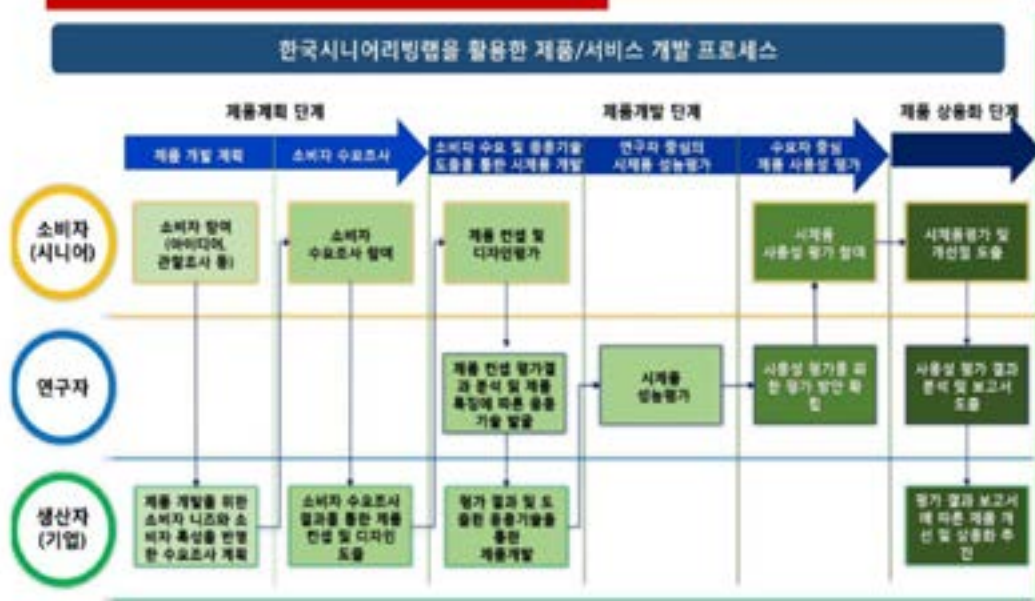 한국시니어리빙랩을 활용한 제품/서비스 개발 프로세스
제품계획 단계
제품개발 단계
제품 상용화 단계
제품 개발 계획
소비자 수요조사
소비자 수요 및 응용기술
도출을 통한 시제품 개발
연구자 중심의
시제품 성능평가
수요자 중심
제품 사용성 평가
소비자
(시니어)
소비자 참여
(아이디어,
관찰조사 등)
소비자
수요조사 참여
제품 컨셉 및
디자인평가
시제품
사용성 평가 참여
시제품평가 및
개선점 도출
연구자
제품 컨셉 평가결
과 분석 및 제품
특징에 따른 응용
기술 발굴
시제품
성능평가
사용성 평가를 위
한 평가 방안 확
립
사용성 평가 결과
분석 및 보고서
도출
생산자
(기업)
제품 개발을 위한
소비자 니즈와 소
비자 특성을 반영
한 수요조사 계획
소비자 수요조사
결과를 통한 제품
컨셉 및 디자인
도출
평가 결과 및 도
출된 응용기술을
통한
제품개발
평가 결과 보고서
에 따른 제품 개
선 및 상용화 추
진